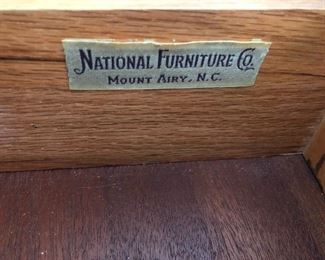 NATIONAL FURNITURE CO.
MOUNT AIRY, N.C.